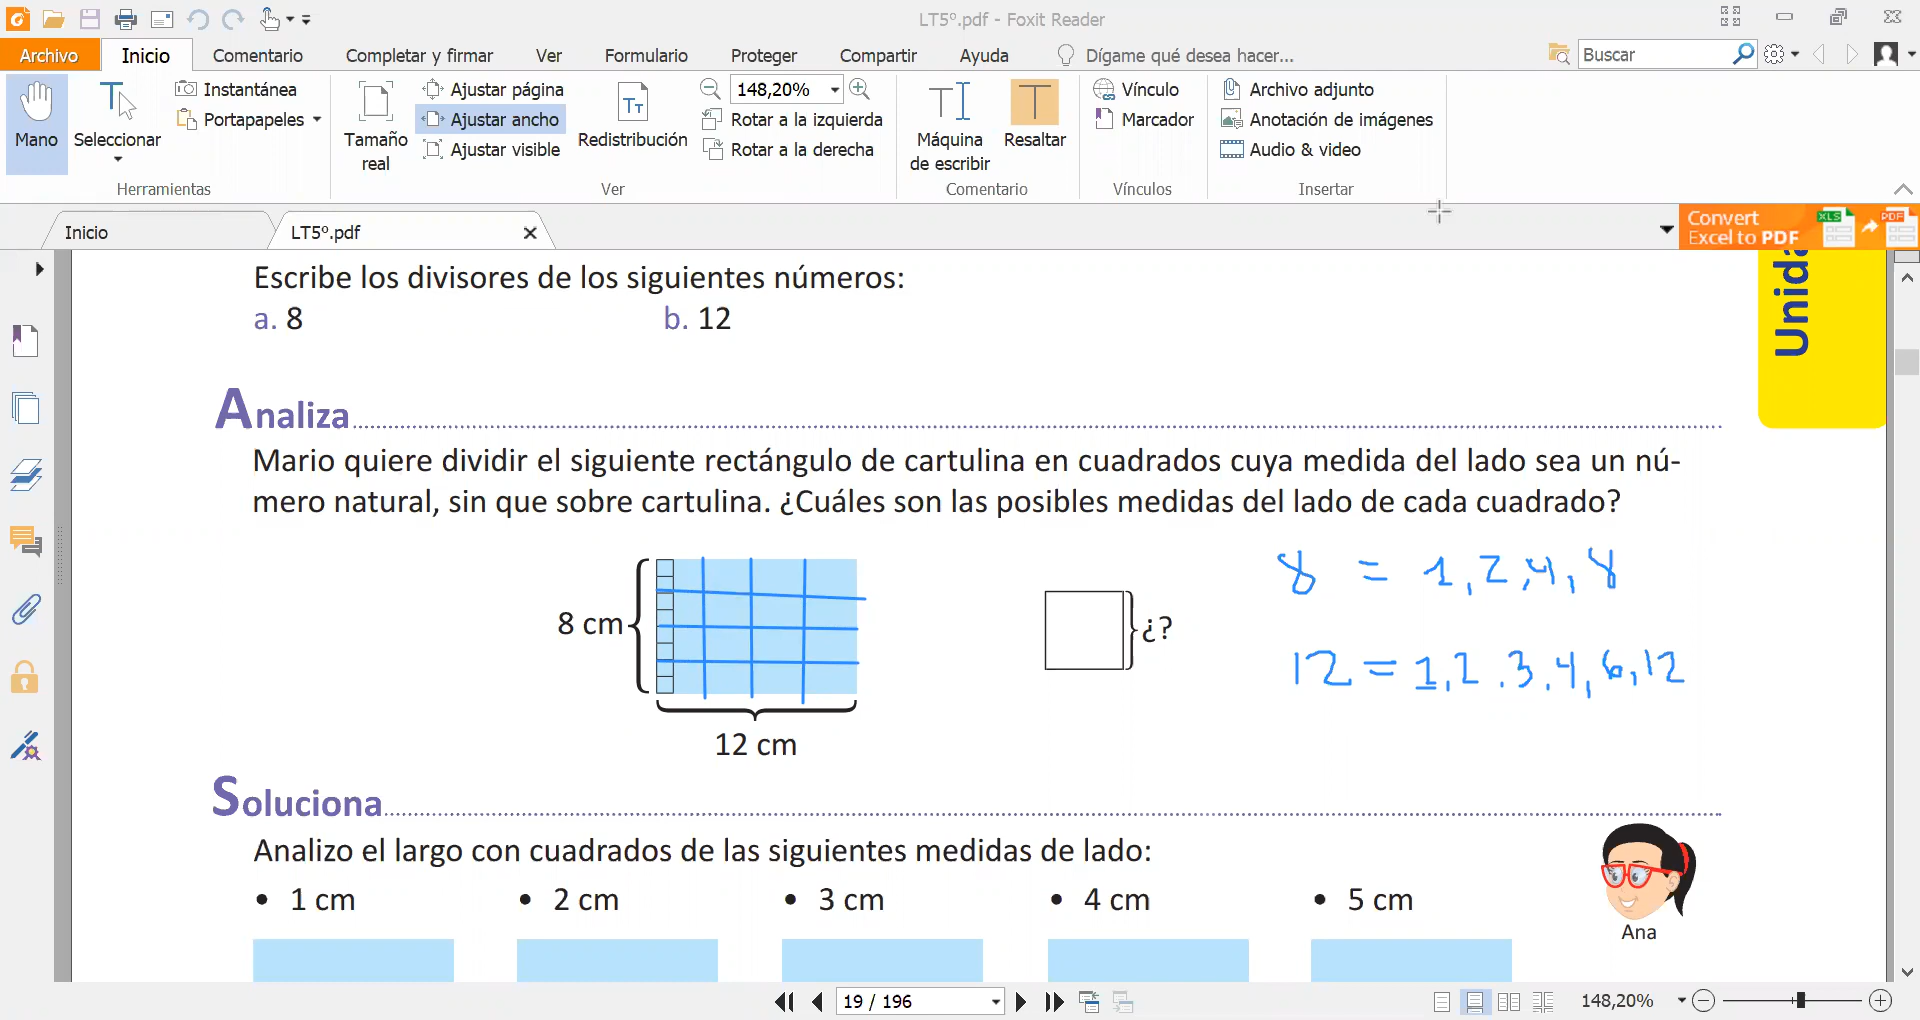 LT5º.pdf - Foxit Reader
Archivo Inicio Comentario Completar y firmar Ver Formulario Proteger Compartir Ayuda Dígame qué desea hacer... Buscar
Mano
Seleccionar
Instantánea
Portapapeles
Herramientas
Tamaño
real
Ajustar página
Ajustar ancho
Ajustar visible
Redistribución
148,20%
Rotar a la izquierda
Rotar a la derecha
Ver
Máquina
de escribir
Resaltar
Comentario
Vínculo
Marcador
Vínculos
Archivo adjunto
Anotación de imágenes
Audio & video
Insertar
Inicio LT5º.pdf
Convert
Excel to PDF
XLS PDF
Escribe los divisores de los siguientes números:
a. 8 b. 12
Unida
Analiza
Mario quiere dividir el siguiente rectángulo de cartulina en cuadrados cuya medida del lado sea un nú-
mero natural, sin que sobre cartulina. ¿Cuáles son las posibles medidas del lado de cada cuadrado?
8 = 1, 2, 4, 8
8 cm ¿?
12 = 1, 2, 3, 4, 6, 12
12 cm
Soluciona
Analizo el largo con cuadrados de las siguientes medidas de lado:
• 1 cm • 2 cm • 3 cm • 4 cm • 5 cm
Ana
19 / 196 148,20%